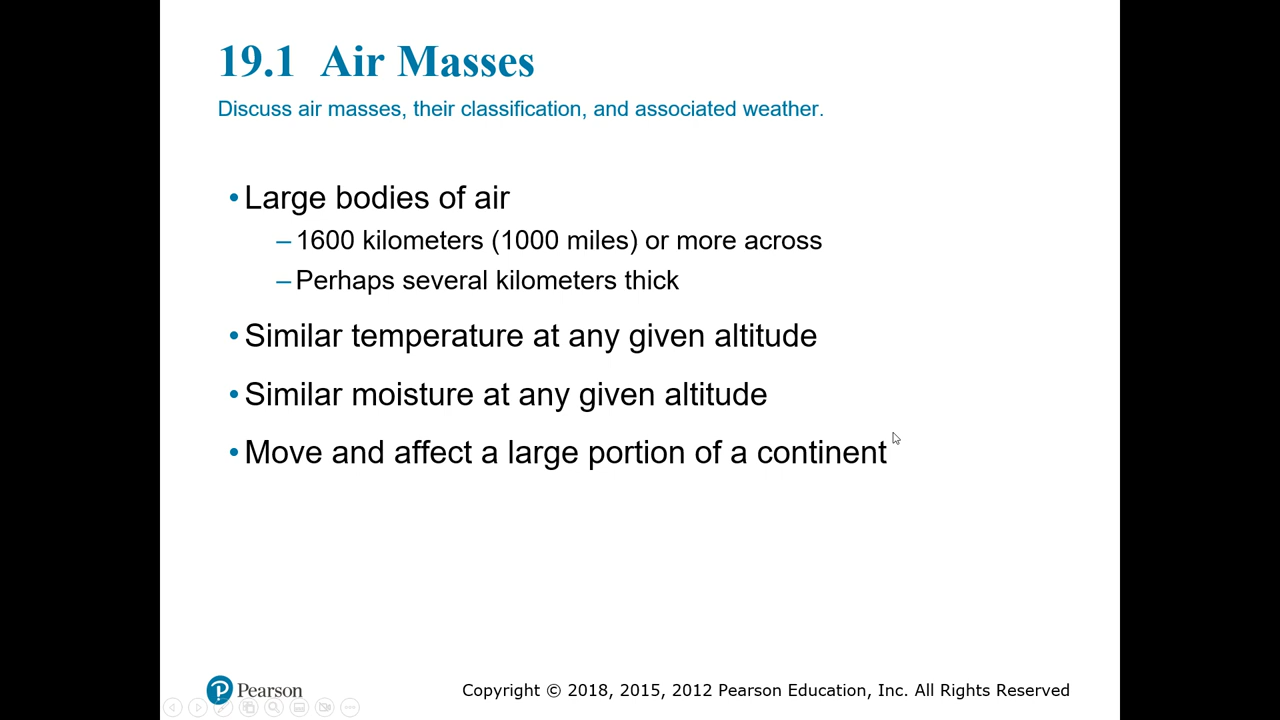 19.1 Air Masses
Discuss air masses, their classification, and associated weather.
•Large bodies of air
–1600 kilometers (1000 miles) or more across
–Perhaps several kilometers thick
•Similar temperature at any given altitude
•Similar moisture at any given altitude
•Move and affect a large portion of a continent
Pearson
Copyright © 2018, 2015, 2012 Pearson Education, Inc. All Rights Reserved